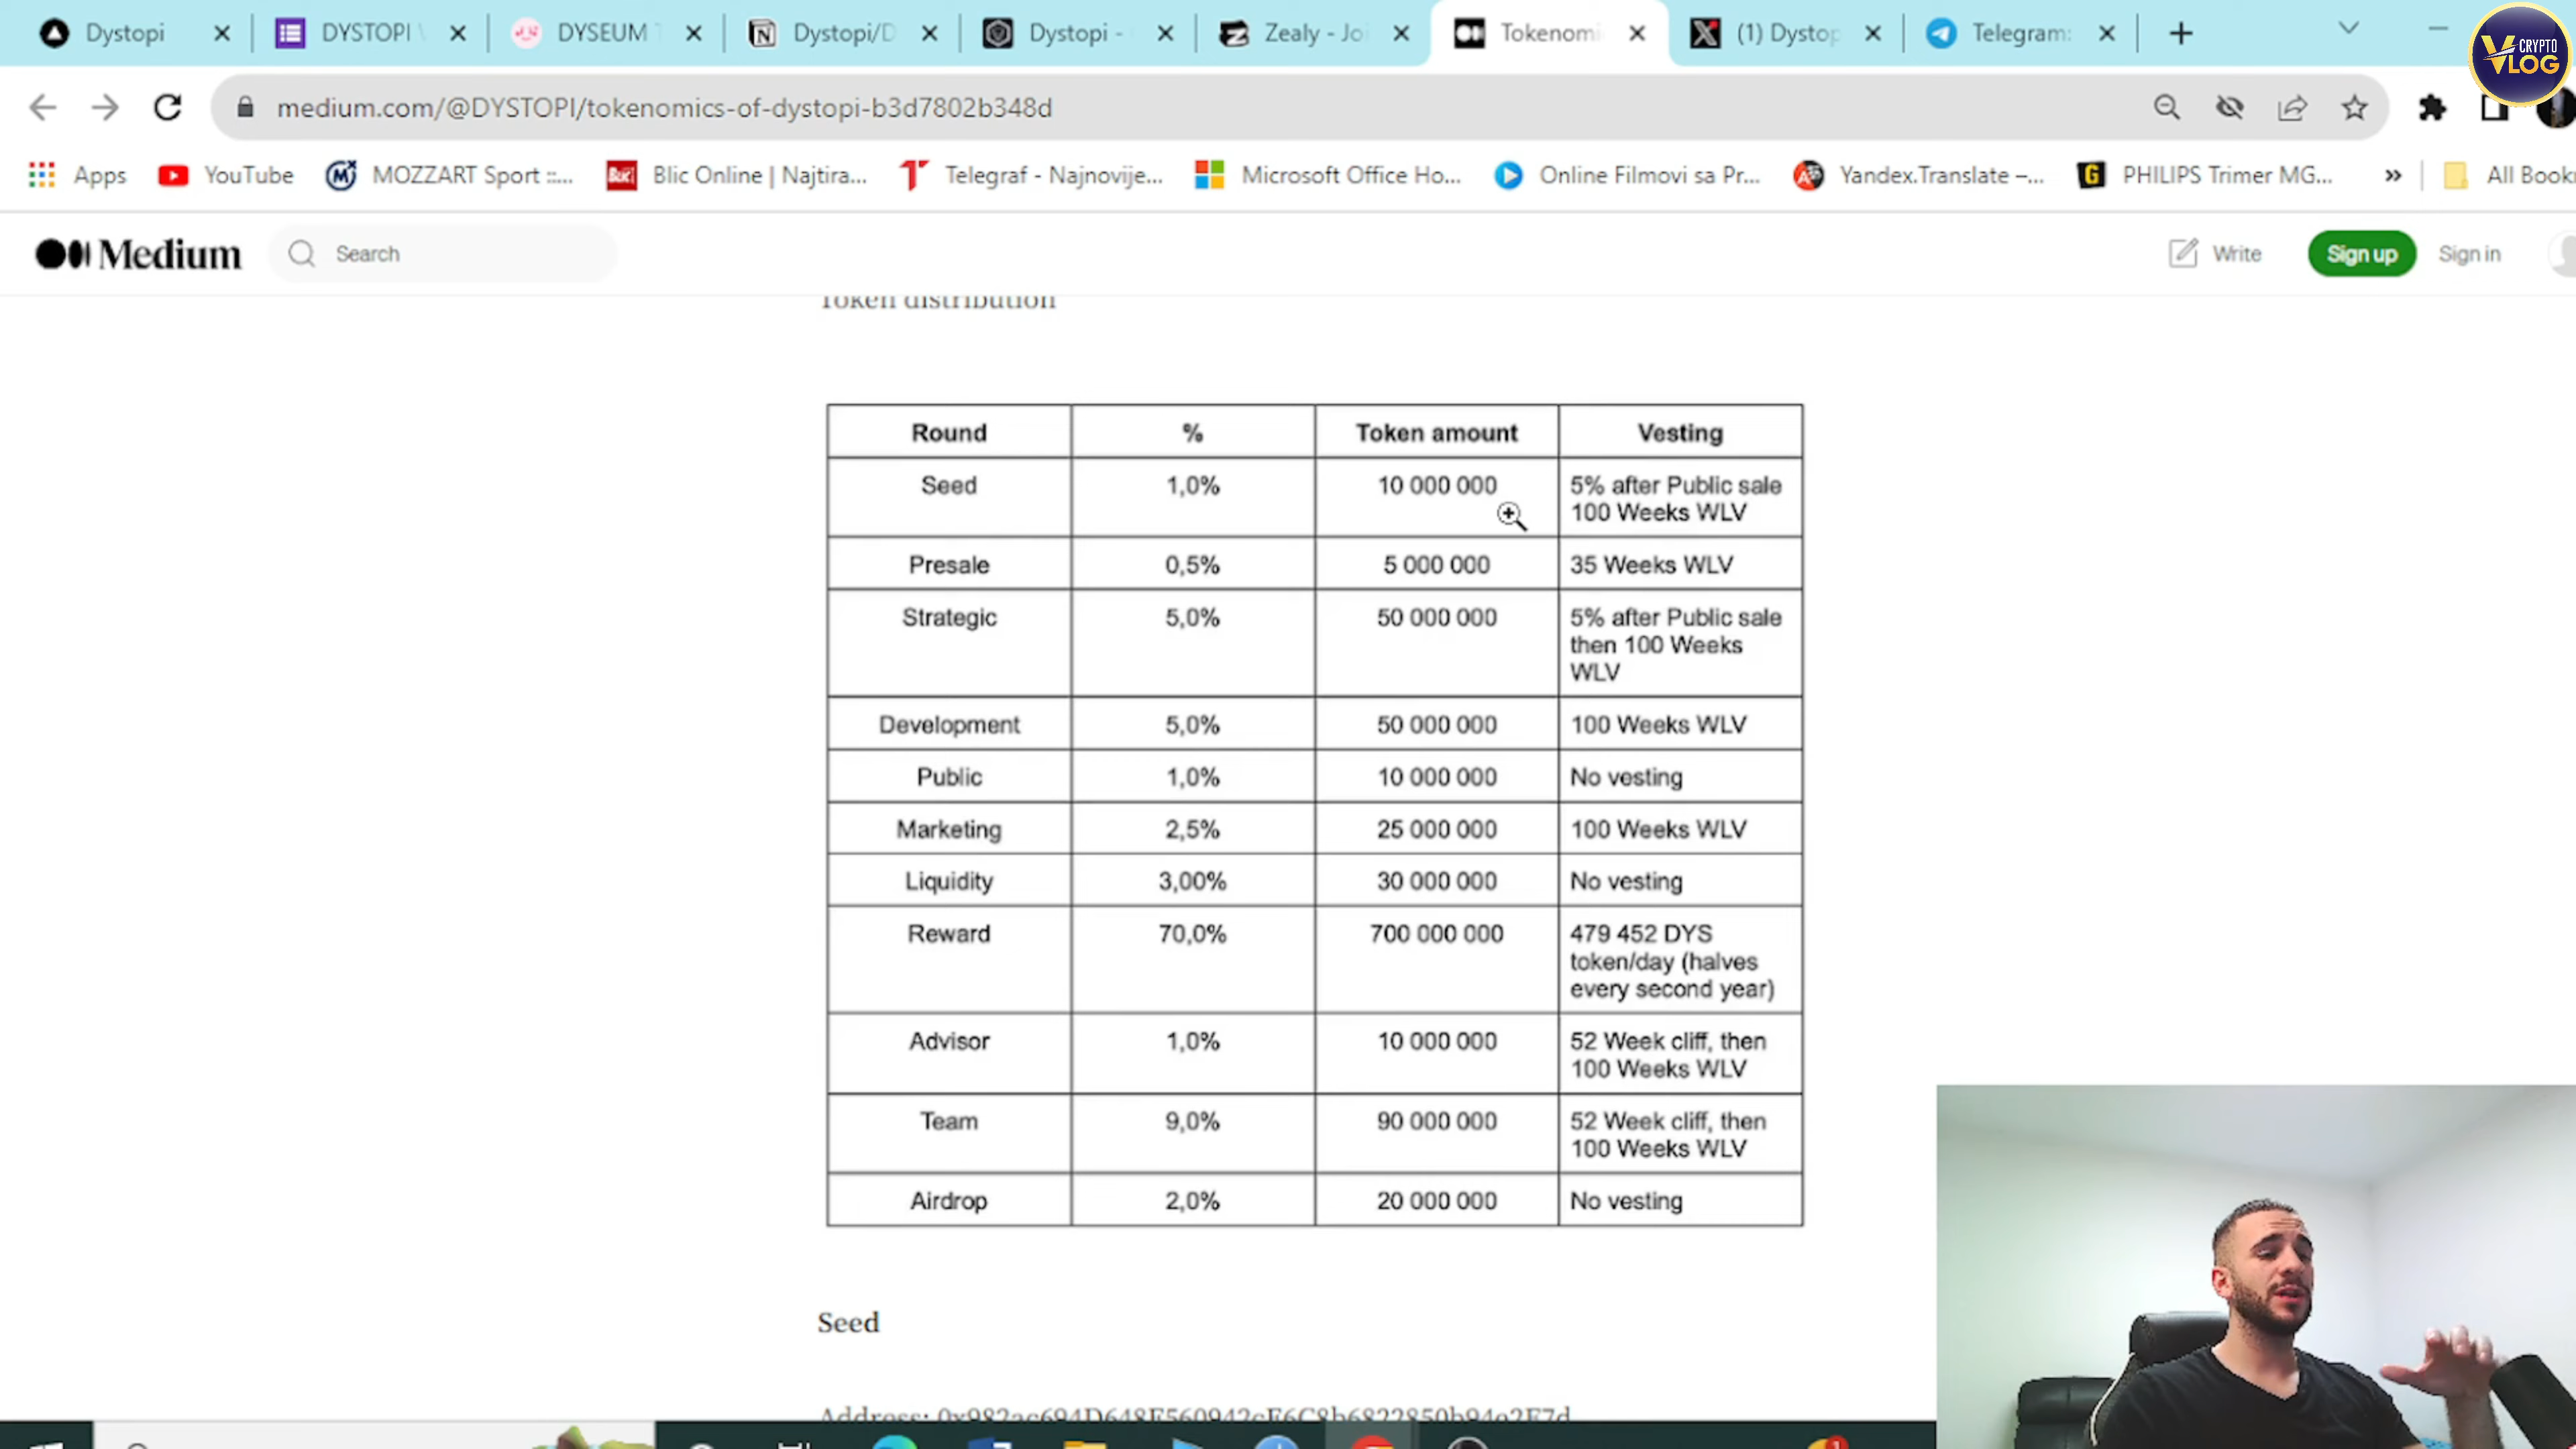 Dystopi
DYSTOPI
DYSEUM
Dystopi/D
Dystopi -
Zealy - Joi
Tokenomi
(1) Dystop
Telegram:
CRYPTO
VLOG
medium.com/@DYSTOPI/tokenomics-of-dystopi-b3d7802b348d
Apps
YouTube
MOZZART Sport ::...
Blic Online | Najtira...
Telegraf - Najnovije...
Microsoft Office Ho...
Online Filmovi sa Pr...
Yandex.Translate –...
PHILIPS Trimer MG...
»
All Book
Medium
Search
Write
Sign up
Sign in
Token distribution
Round % Token amount Vesting
Seed 1,0% 10 000 000 5% after Public sale
100 Weeks WLV
Presale 0,5% 5 000 000 35 Weeks WLV
Strategic 5,0% 50 000 000 5% after Public sale
then 100 Weeks
WLV
Development 5,0% 50 000 000 100 Weeks WLV
Public 1,0% 10 000 000 No vesting
Marketing 2,5% 25 000 000 100 Weeks WLV
Liquidity 3,00% 30 000 000 No vesting
Reward 70,0% 700 000 000 479 452 DYS
token/day (halves
every second year)
Advisor 1,0% 10 000 000 52 Week cliff, then
100 Weeks WLV
Team 9,0% 90 000 000 52 Week cliff, then
100 Weeks WLV
Airdrop 2,0% 20 000 000 No vesting
Seed
Address: